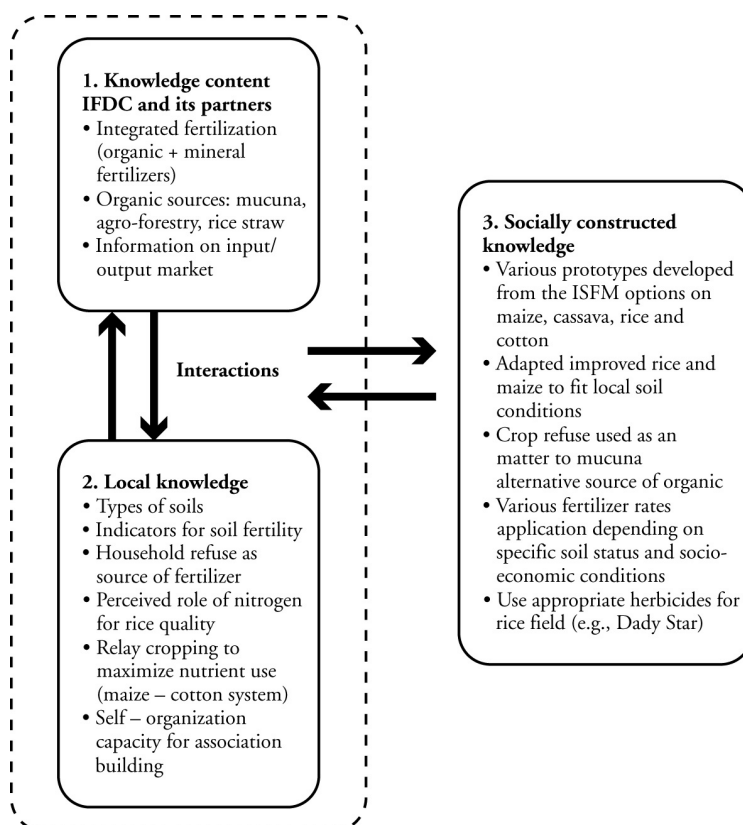 1. Knowledge content
IFDC and its partners
• Integrated fertilization
(organic + mineral
fertilizers)
• Organic sources: mucuna,
agro-forestry, rice straw
• Information on input/
output market
Interactions
2. Local knowledge
• Types of soils
• Indicators for soil fertility
• Household refuse as
source of fertilizer
• Perceived role of nitrogen
for rice quality
• Relay cropping to
maximize nutrient use
(maize – cotton system)
• Self – organization
capacity for association
building
3. Socially constructed
knowledge
• Various prototypes developed
from the ISFM options on
maize, cassava, rice and
cotton
• Adapted improved rice and
maize to fit local soil
conditions
• Crop refuse used as an
matter to mucuna
alternative source of organic
• Various fertilizer rates
application depending on
specific soil status and socio-
economic conditions
• Use appropriate herbicides for
rice field (e.g., Dady Star)